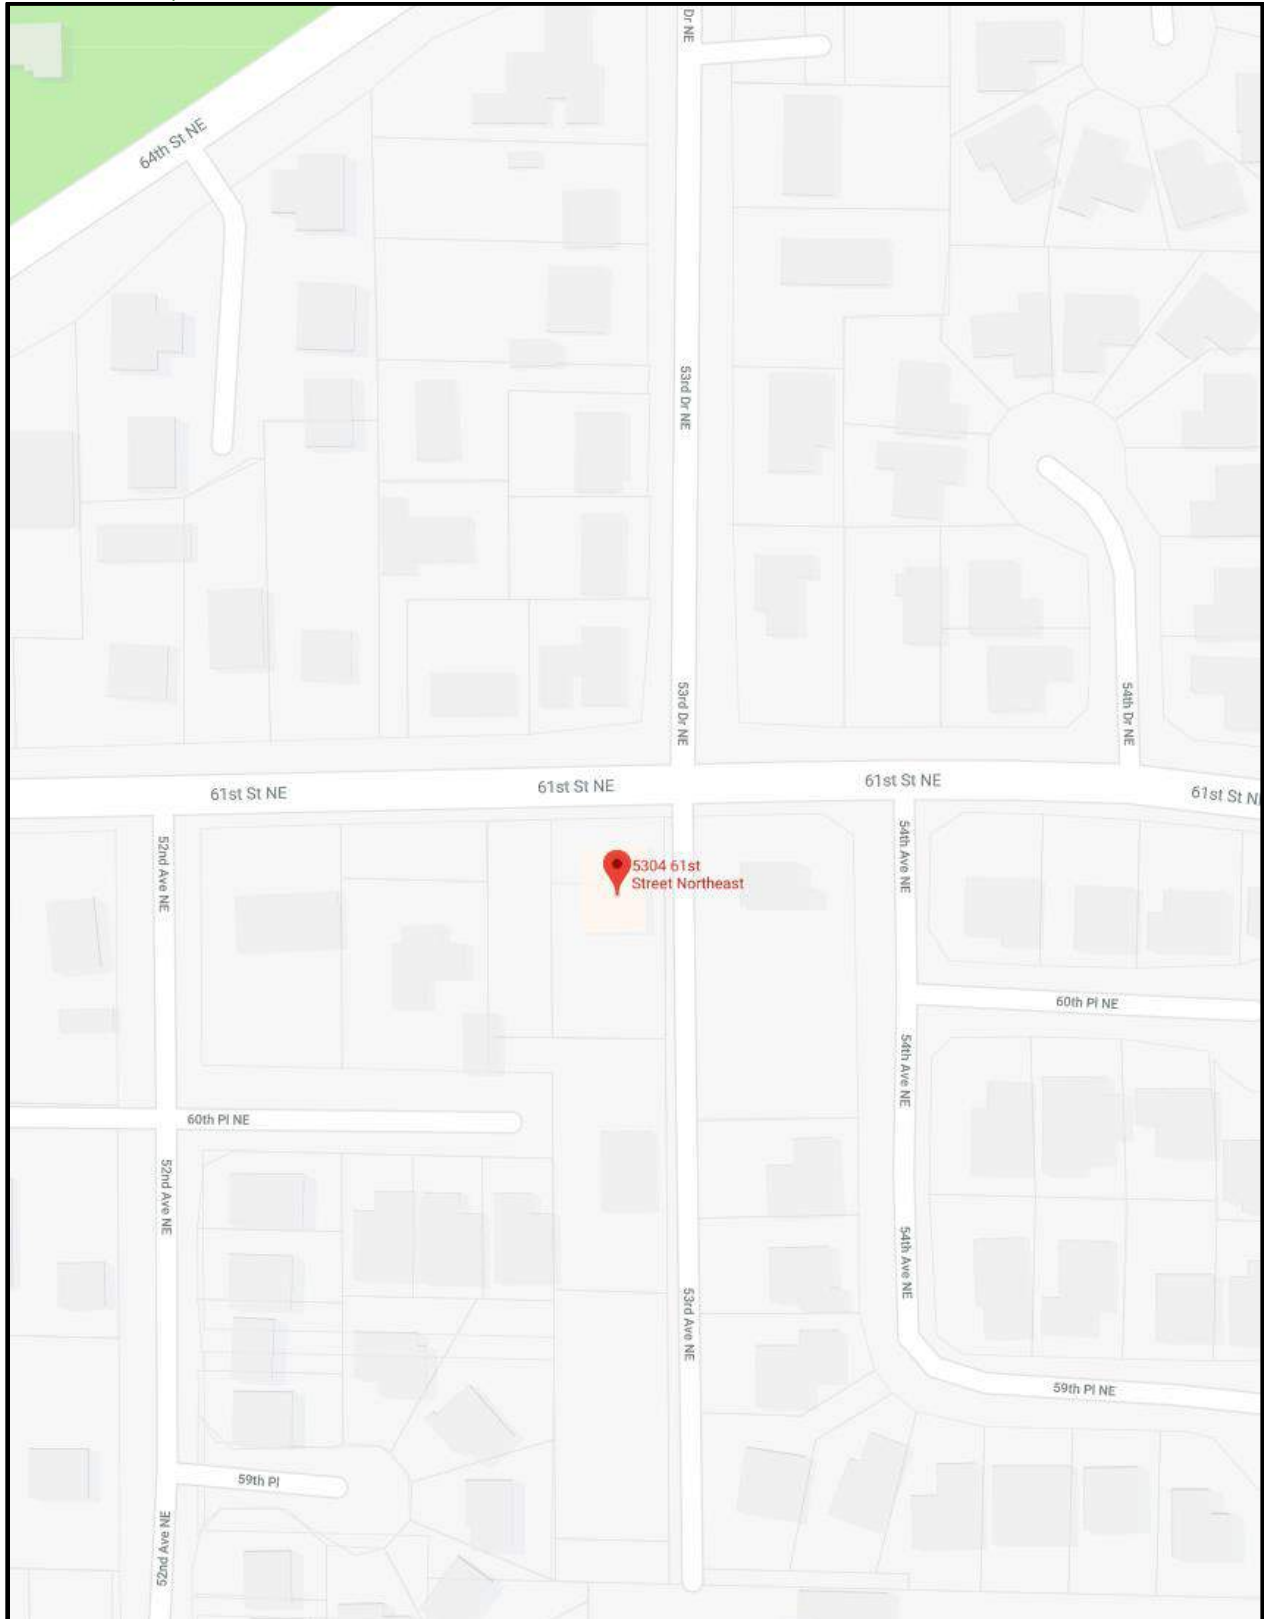 Dr NE
64th St NE
53rd Dr NE
53rd Dr NE
54th Dr NE
61st St NE
61st St NE
61st St NE
61st St N
52nd Ave NE
5304 61st
Street Northeast
54th Ave NE
60th Pl NE
54th Ave NE
60th Pl NE
52nd Ave NE
54th Ave NE
53rd Ave NE
59th Pl NE
59th Pl
52nd Ave NE